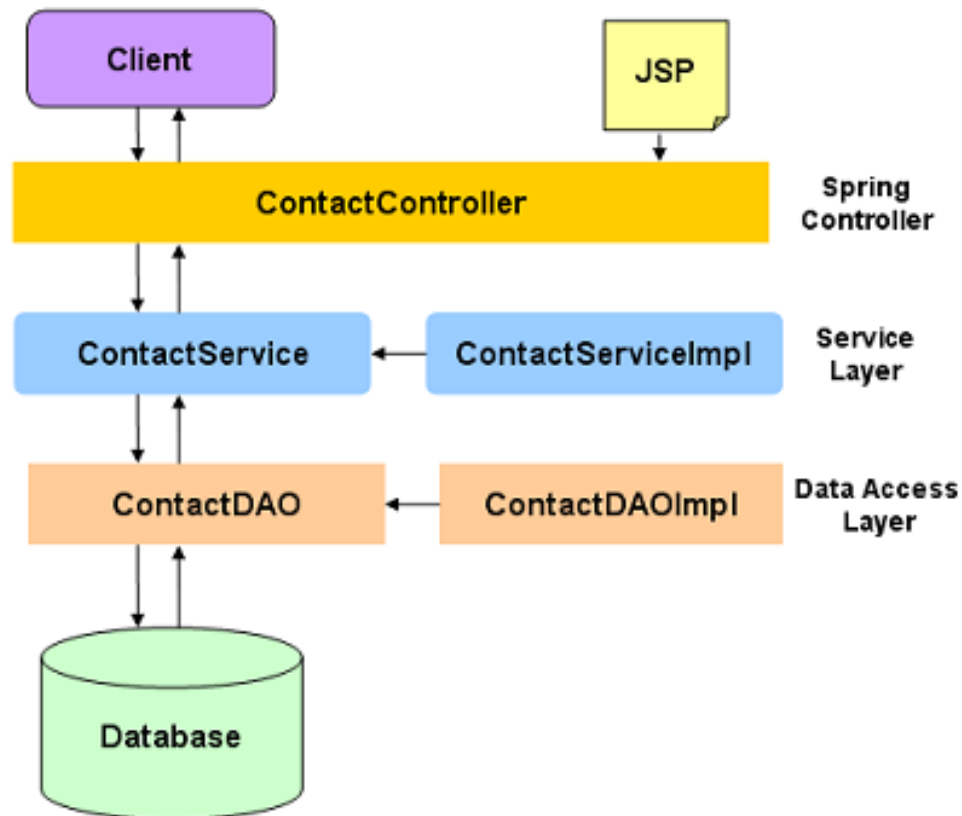 Client
JSP
ContactController
Spring
Controller
ContactService
ContactServiceImpl
Service
Layer
ContactDAO
ContactDAOImpl
Data Access
Layer
Database